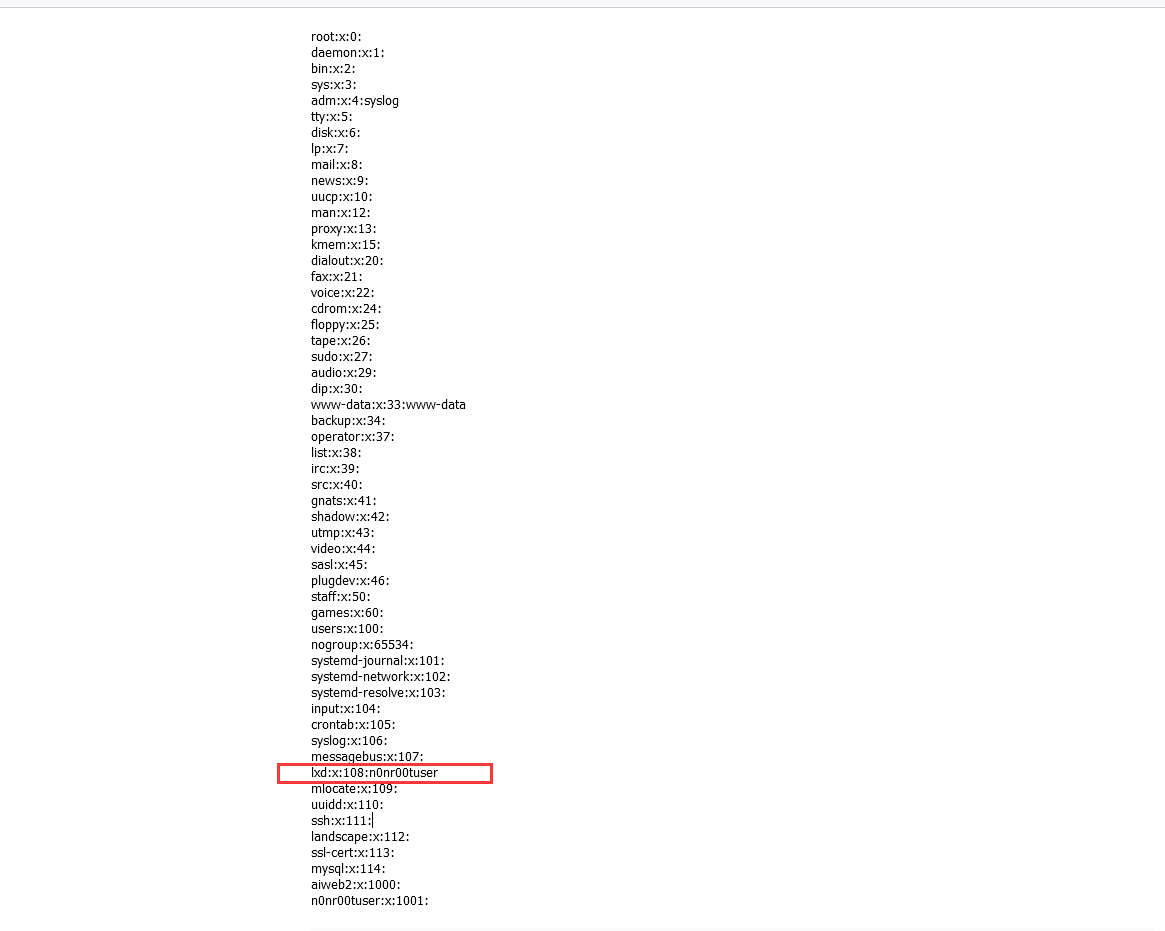 root:x:0:
daemon:x:1:
bin:x:2:
sys:x:3:
adm:x:4:syslog
tty:x:5:
disk:x:6:
lp:x:7:
mail:x:8:
news:x:9:
uucp:x:10:
man:x:12:
proxy:x:13:
kmem:x:15:
dialout:x:20:
fax:x:21:
voice:x:22:
cdrom:x:24:
floppy:x:25:
tape:x:26:
sudo:x:27:
audio:x:29:
dip:x:30:
www-data:x:33:www-data
backup:x:34:
operator:x:37:
list:x:38:
irc:x:39:
src:x:40:
gnats:x:41:
shadow:x:42:
utmp:x:43:
video:x:44:
sasl:x:45:
plugdev:x:46:
staff:x:50:
games:x:60:
users:x:100:
nogroup:x:65534:
systemd-journal:x:101:
systemd-network:x:102:
systemd-resolve:x:103:
input:x:104:
crontab:x:105:
syslog:x:106:
messagebus:x:107:
lxd:x:108:n0nr00tuser
mlocate:x:109:
uuidd:x:110:
ssh:x:111:
landscape:x:112:
ssl-cert:x:113:
mysql:x:114:
aiweb2:x:1000:
n0nr00tuser:x:1001: